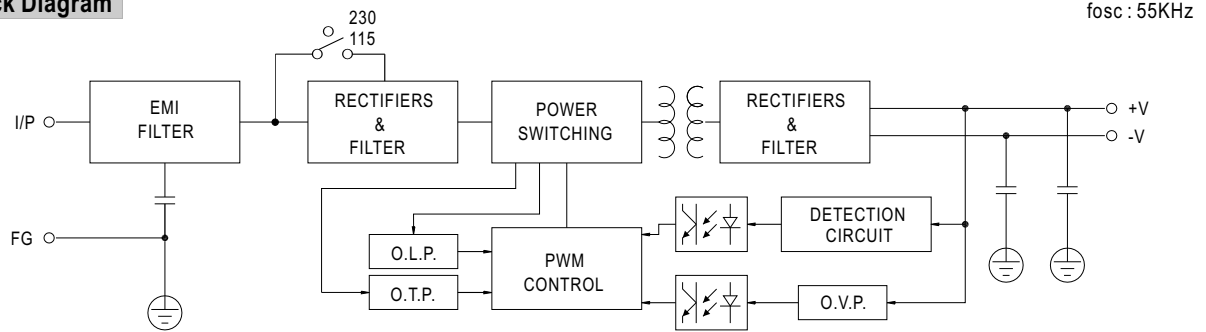 ck Diagram
fosc : 55KHz
230
115
I/P
EMI
FILTER
RECTIFIERS
&
FILTER
POWER
SWITCHING
RECTIFIERS
&
FILTER
+V
-V
FG
O.L.P.
O.T.P.
PWM
CONTROL
DETECTION
CIRCUIT
O.V.P.